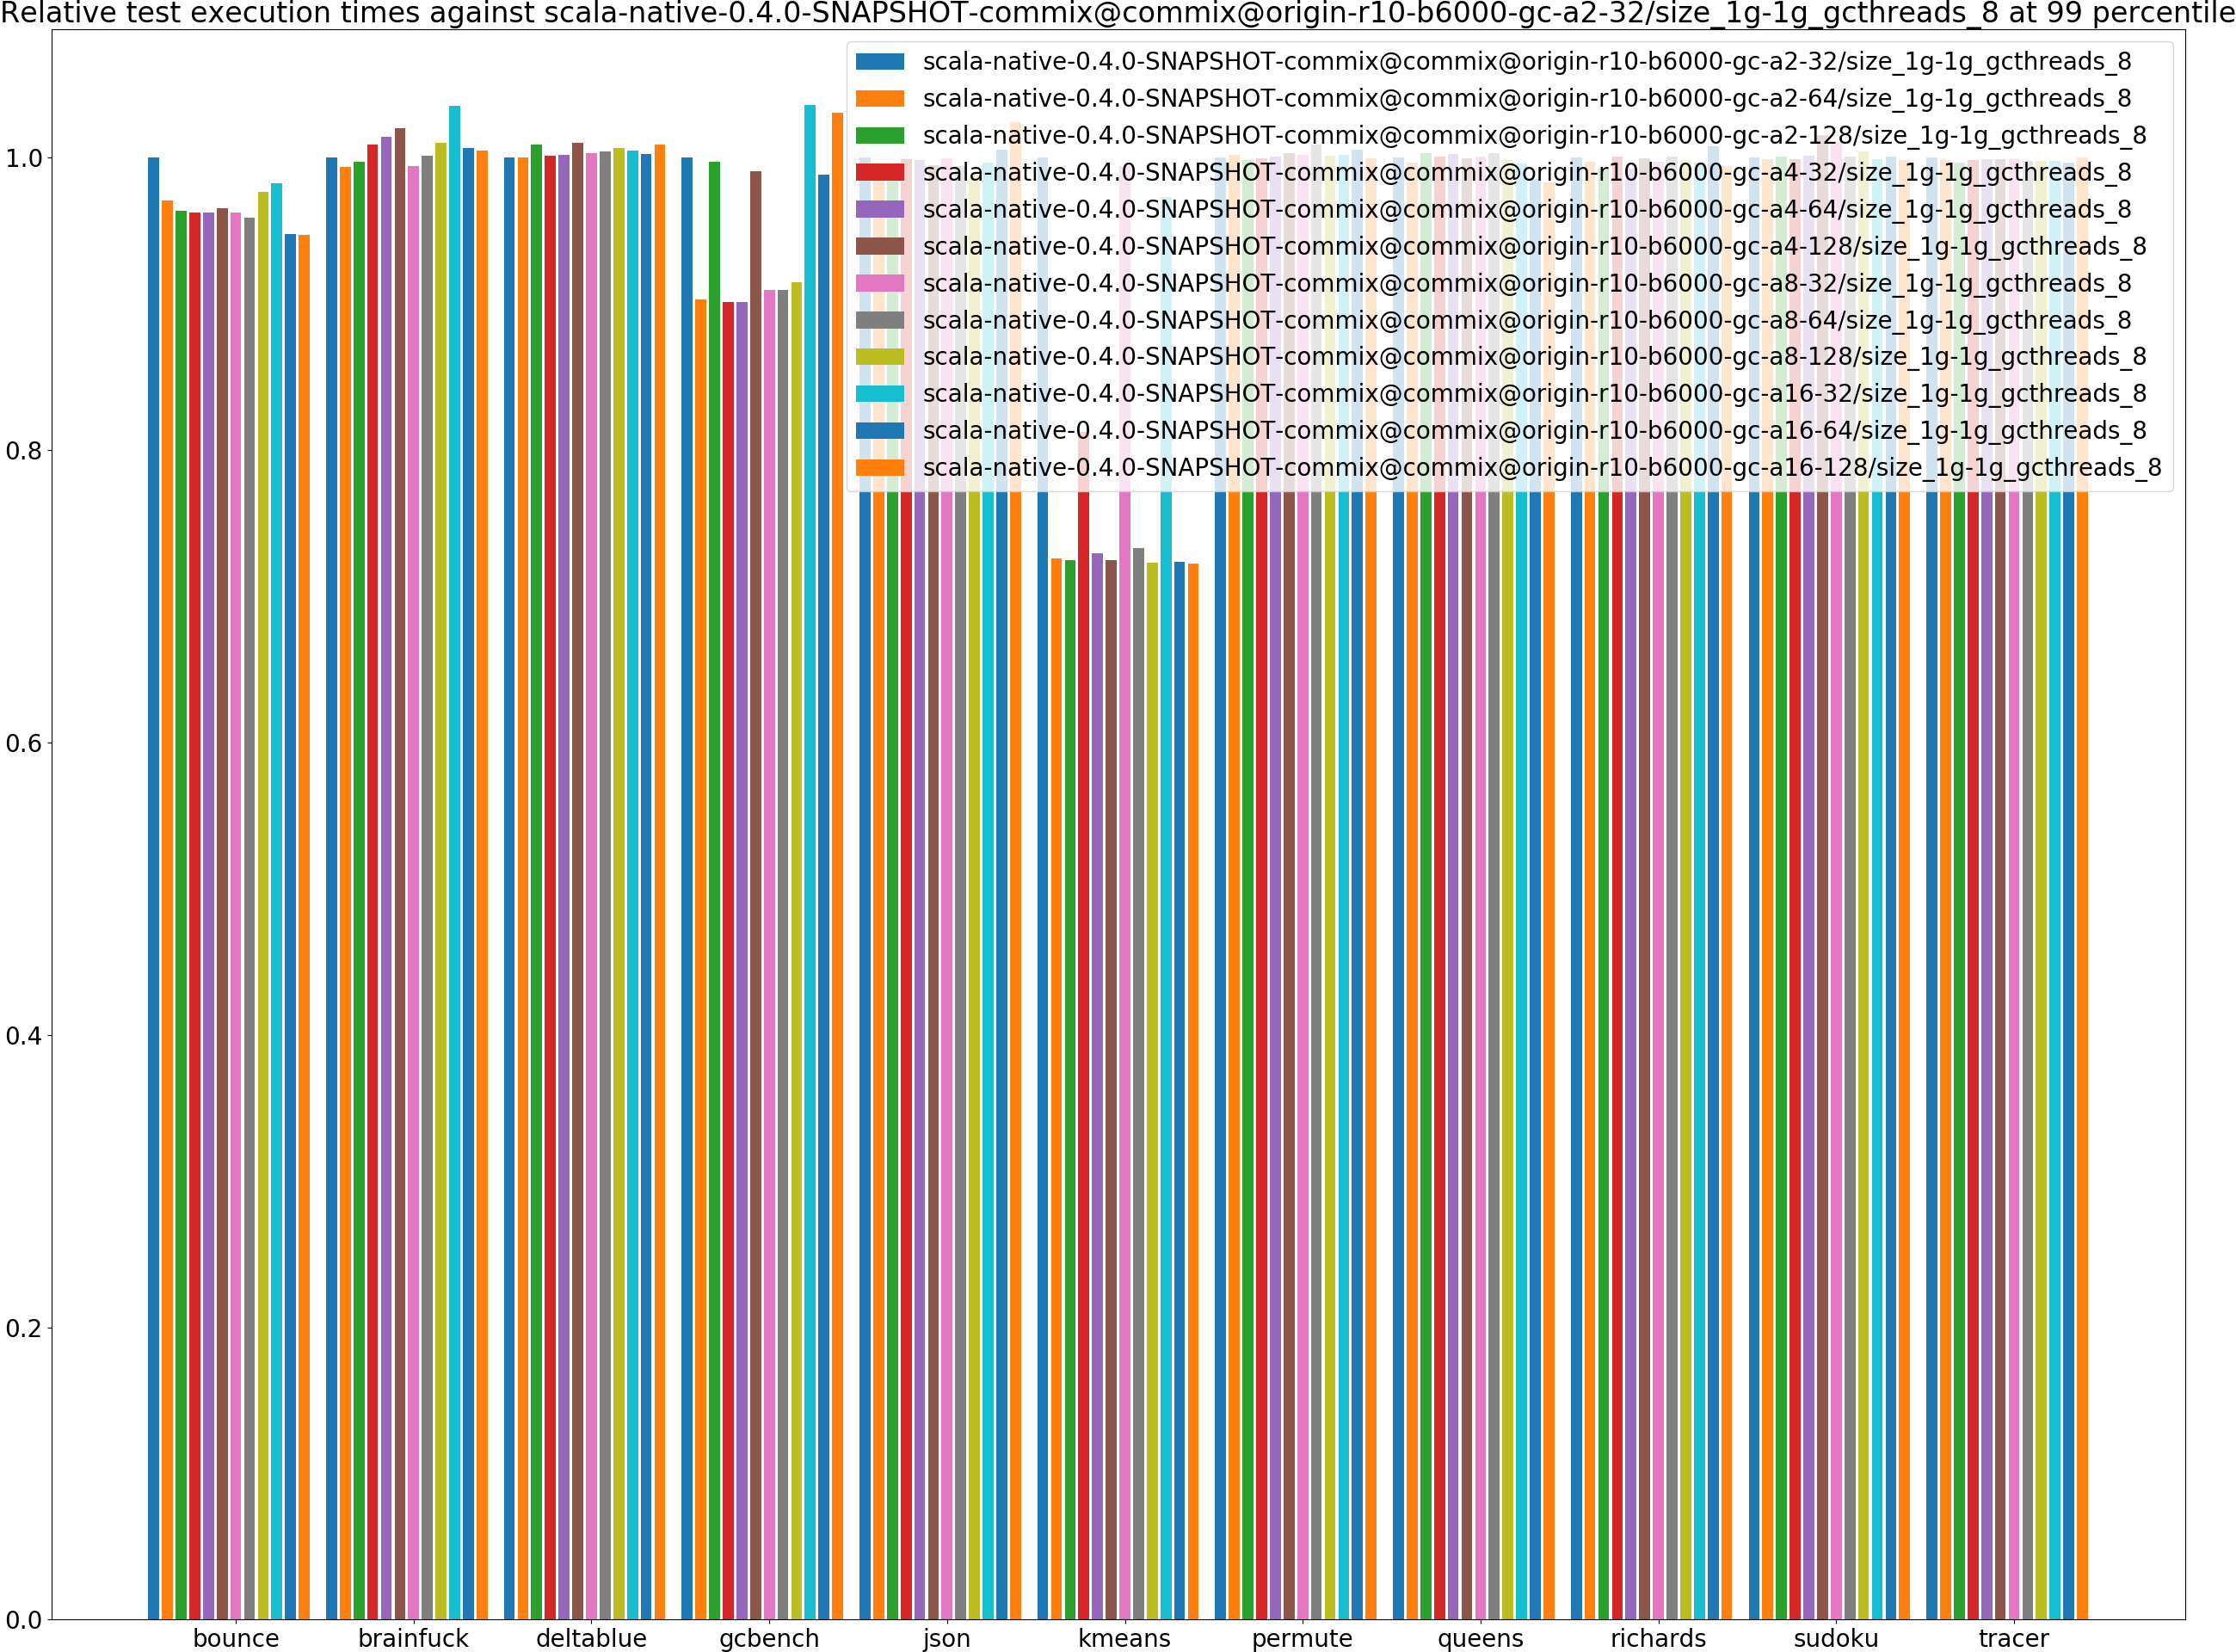 Relative test execution times against scala-native-0.4.0-SNAPSHOT-commix@commix@origin-r10-b6000-gc-a2-32/size_1g-1g_gcthreads_8 at 99 percentile
scala-native-0.4.0-SNAPSHOT-commix@commix@origin-r10-b6000-gc-a2-32/size_1g-1g_gcthreads_8
scala-native-0.4.0-SNAPSHOT-commix@commix@origin-r10-b6000-gc-a2-64/size_1g-1g_gcthreads_8
scala-native-0.4.0-SNAPSHOT-commix@commix@origin-r10-b6000-gc-a2-128/size_1g-1g_gcthreads_8
scala-native-0.4.0-SNAPSHOT-commix@commix@origin-r10-b6000-gc-a4-32/size_1g-1g_gcthreads_8
scala-native-0.4.0-SNAPSHOT-commix@commix@origin-r10-b6000-gc-a4-64/size_1g-1g_gcthreads_8
scala-native-0.4.0-SNAPSHOT-commix@commix@origin-r10-b6000-gc-a4-128/size_1g-1g_gcthreads_8
scala-native-0.4.0-SNAPSHOT-commix@commix@origin-r10-b6000-gc-a8-32/size_1g-1g_gcthreads_8
scala-native-0.4.0-SNAPSHOT-commix@commix@origin-r10-b6000-gc-a8-64/size_1g-1g_gcthreads_8
scala-native-0.4.0-SNAPSHOT-commix@commix@origin-r10-b6000-gc-a8-128/size_1g-1g_gcthreads_8
scala-native-0.4.0-SNAPSHOT-commix@commix@origin-r10-b6000-gc-a16-32/size_1g-1g_gcthreads_8
scala-native-0.4.0-SNAPSHOT-commix@commix@origin-r10-b6000-gc-a16-64/size_1g-1g_gcthreads_8
scala-native-0.4.0-SNAPSHOT-commix@commix@origin-r10-b6000-gc-a16-128/size_1g-1g_gcthreads_8
1.0
0.8
0.6
0.4
0.2
0.0
bounce brainfuck deltablue gcbench json kmeans permute queens richards sudoku tracer